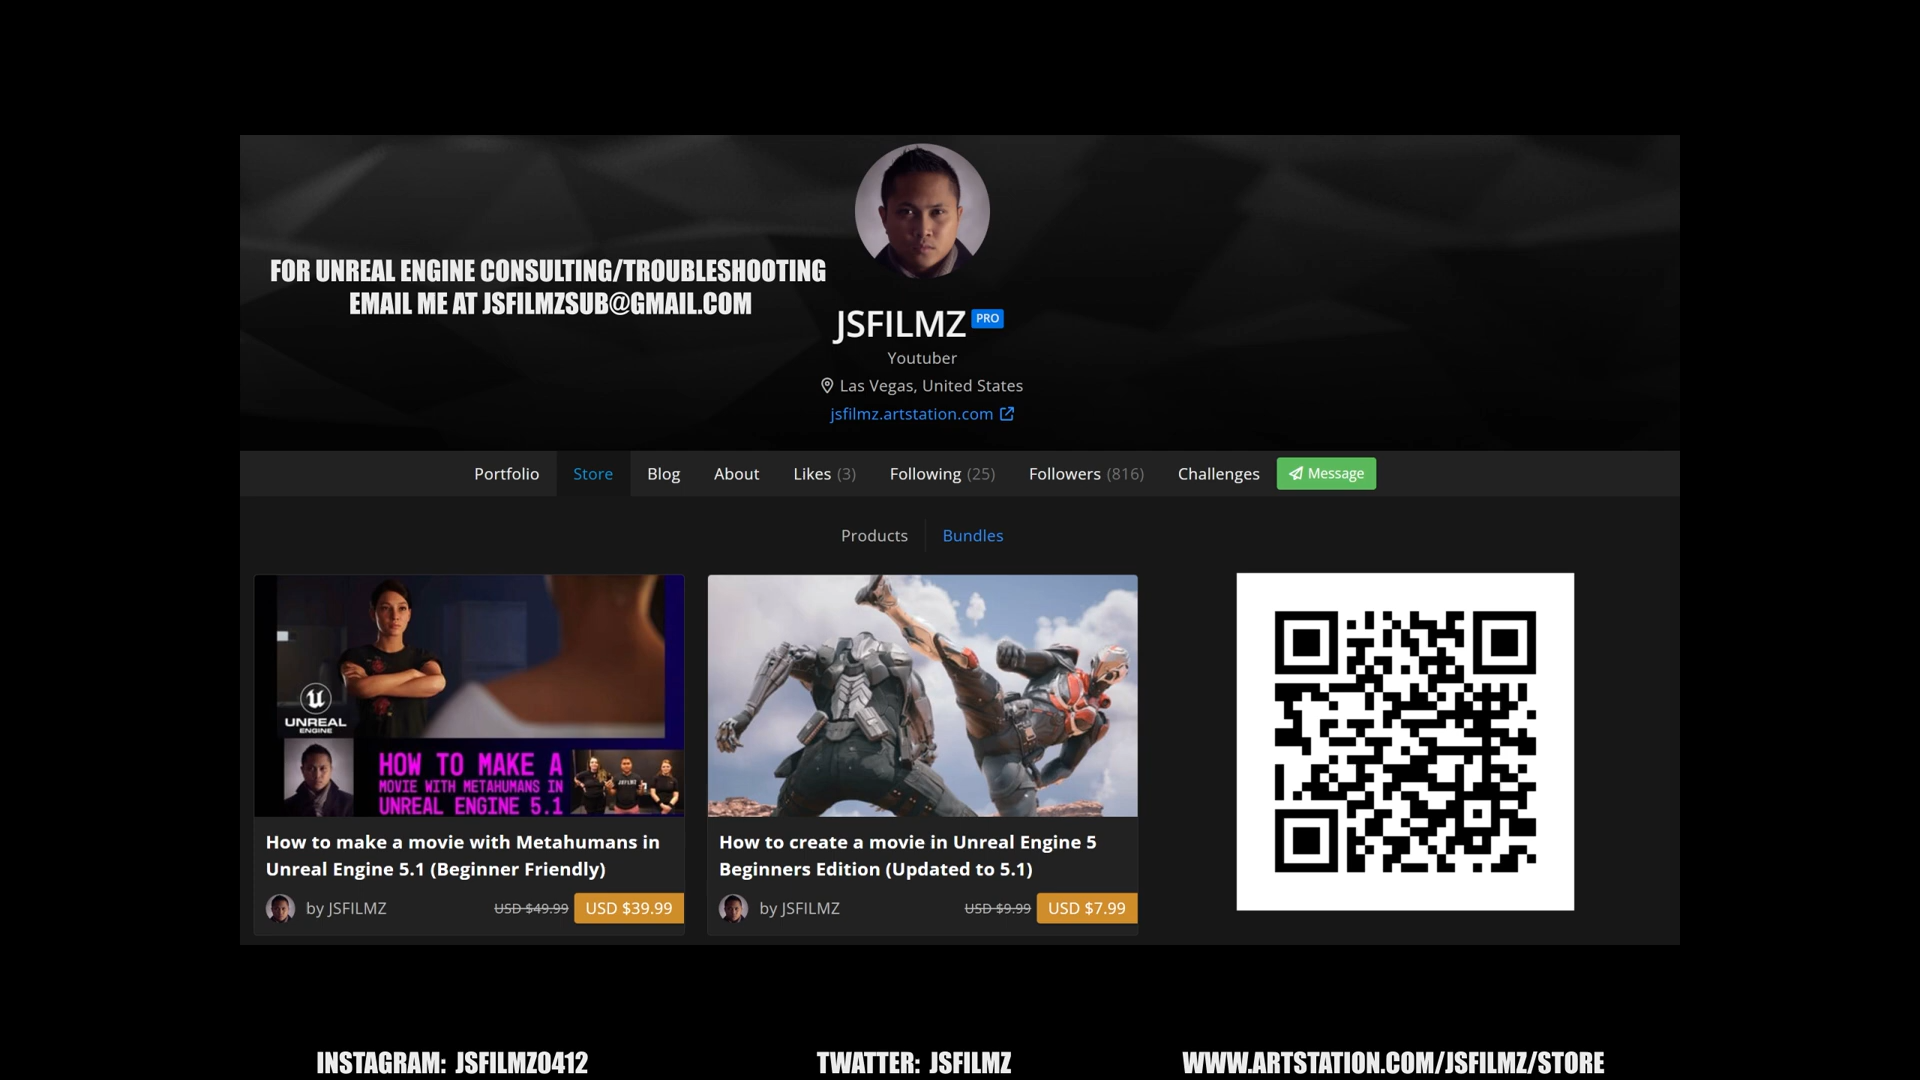 FOR UNREAL ENGINE CONSULTING/TROUBLESHOOTING
EMAIL ME AT JSFILMZSUB@GMAIL.COM
JSFILMZ PRO
Youtuber
Las Vegas, United States
jsfilmz.artstation.com
Portfolio Store Blog About Likes (3) Following (25) Followers (816) Challenges Message
Products Bundles
UNREAL
ENGINE
HOW TO MAKE A
MOVIE WITH METAHUMANS IN
UNREAL ENGINE 5.1
JSFILMZ
How to make a movie with Metahumans in
Unreal Engine 5.1 (Beginner Friendly)
by JSFILMZ USD $49.99 USD $39.99
How to create a movie in Unreal Engine 5
Beginners Edition (Updated to 5.1)
by JSFILMZ USD $9.99 USD $7.99
INSTAGRAM: JSFILMZ0412
TWATTER: JSFILMZ
WWW.ARTSTATION.COM/JSFILMZ/STORE